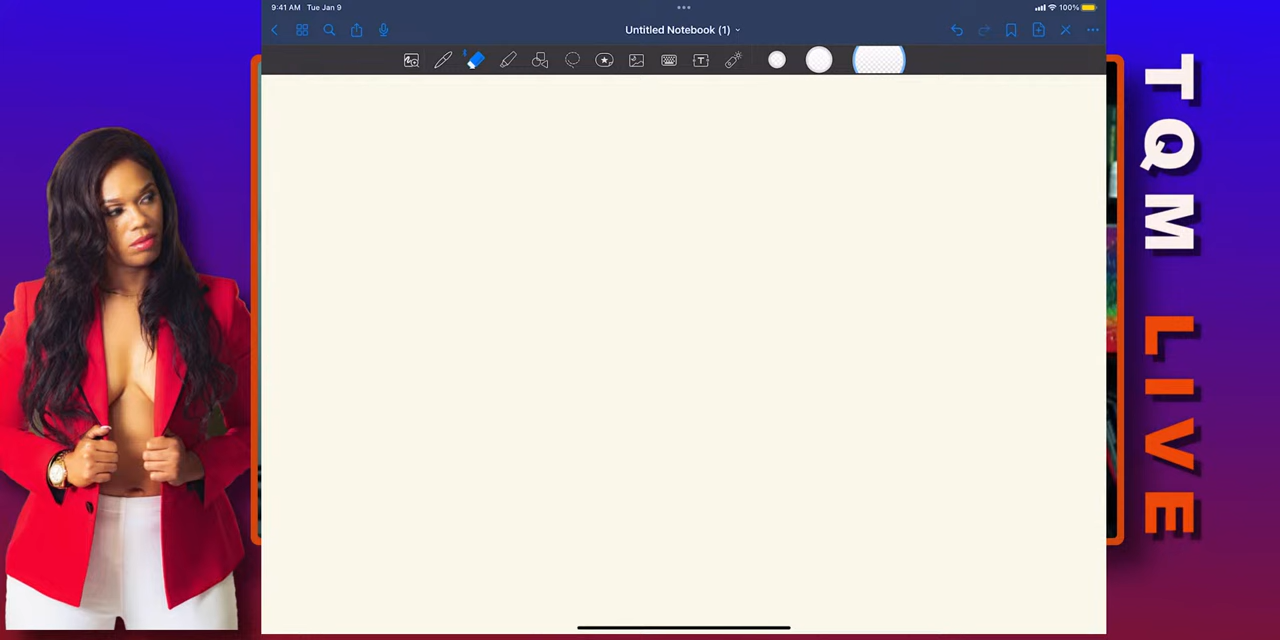 9:41 AM Tue Jan 9
100%
Untitled Notebook (1)
T
TQM LIVE